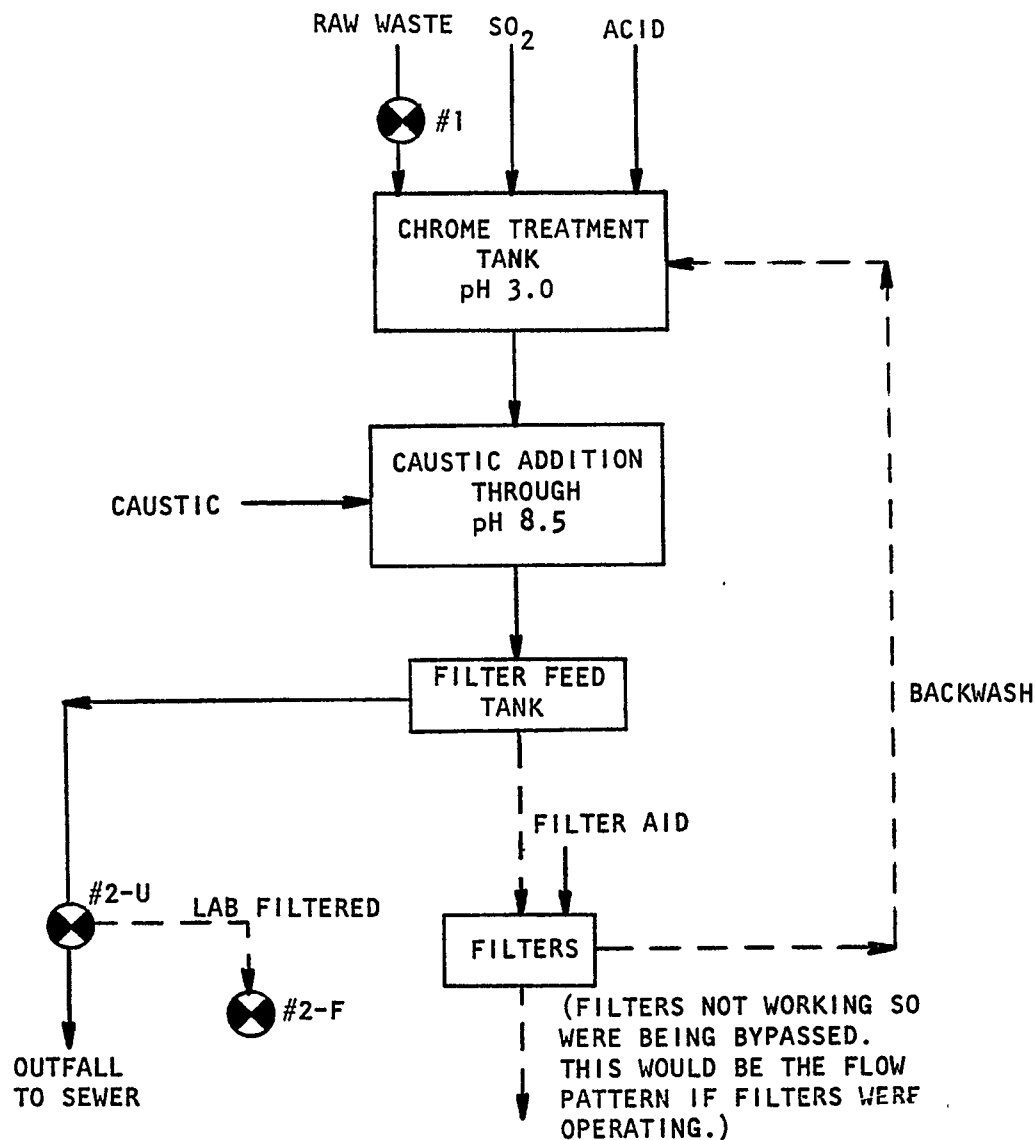 RAW WASTE
SO2
ACID
#1
CHROME TREATMENT
TANK
pH 3.0
CAUSTIC ADDITION
THROUGH
pH 8.5
CAUSTIC
FILTER FEED
TANK
BACKWASH
FILTER AID
#2-U
LAB FILTERED
FILTERS
#2-F
(FILTERS NOT WORKING SO
WERE BEING BYPASSED.
THIS WOULD BE THE FLOW
PATTERN IF FILTERS WERE
OPERATING.)
OUTFALL
TO SEWER